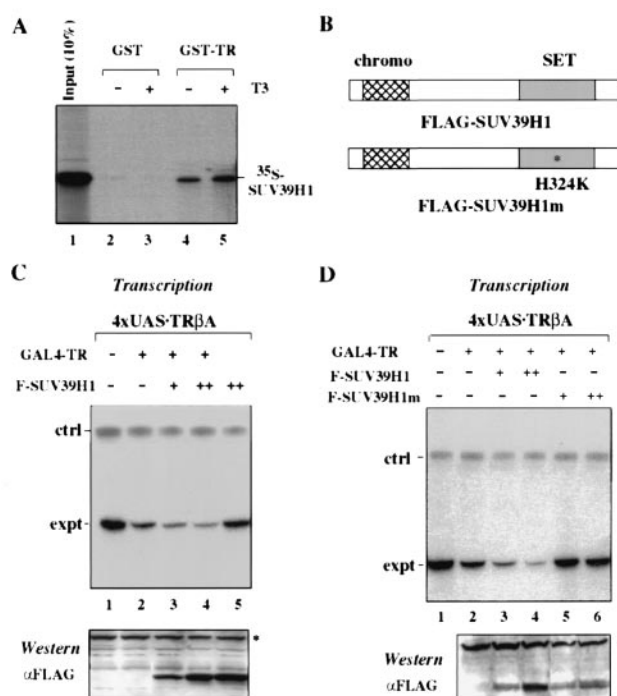 A
Input (10%)
GST GST-TR
- + - + T3
35S-
SUV39H1
1 2 3 4 5
B
chromo SET
FLAG-SUV39H1
*
H324K
FLAG-SUV39H1m
C
Transcription
4xUAS·TRβA
GAL4-TR - + + +
F-SUV39H1 - - + ++ ++
ctrl
expt
1 2 3 4 5
Western *
αFLAG
D
Transcription
4xUAS·TRβA
GAL4-TR - + + + + +
F-SUV39H1 - - + ++ - -
F-SUV39H1m - - - - + ++
ctrl
expt
1 2 3 4 5 6
Western
αFLAG